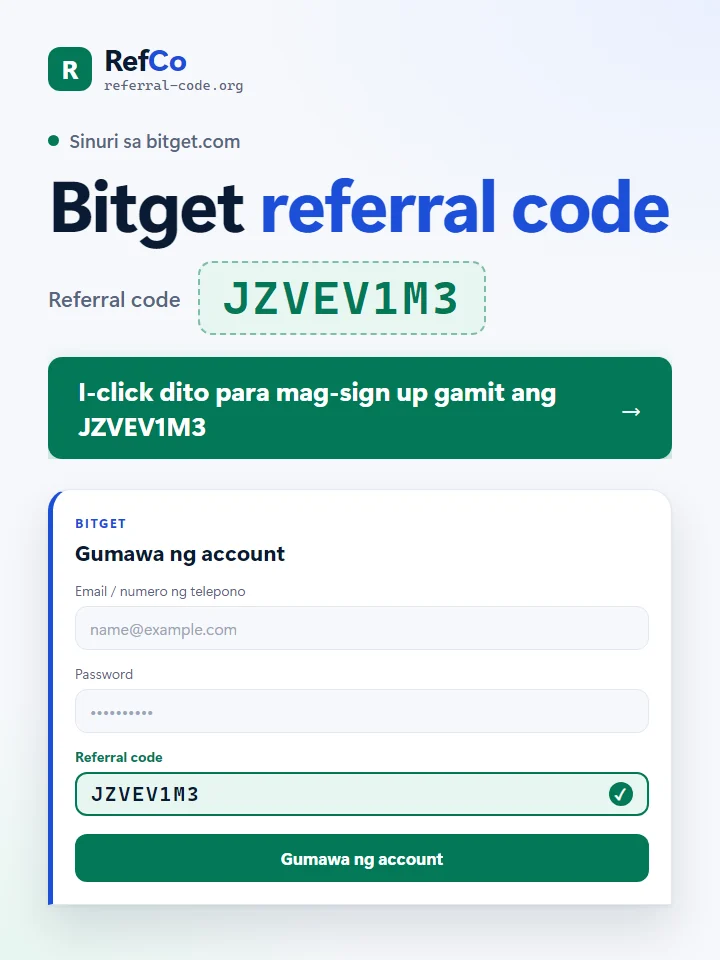 R
RefCo
referral-code.org
Sinuri sa bitget.com
Bitget referral code
Referral code
JZVEV1M3
I-click dito para mag-sign up gamit ang
JZVEV1M3
→
BITGET
Gumawa ng account
Email / numero ng telepono
name@example.com
Password
••••••••••
Referral code
JZVEV1M3
✓
Gumawa ng account